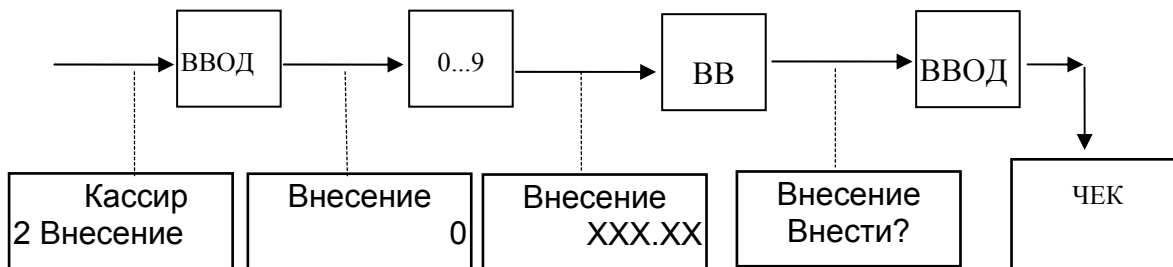 ВВОД
0...9
ВВ
ВВОД
Кассир
2 Внесение
Внесение
0
Внесение
XXX.XX
Внесение
Внести?
ЧЕК